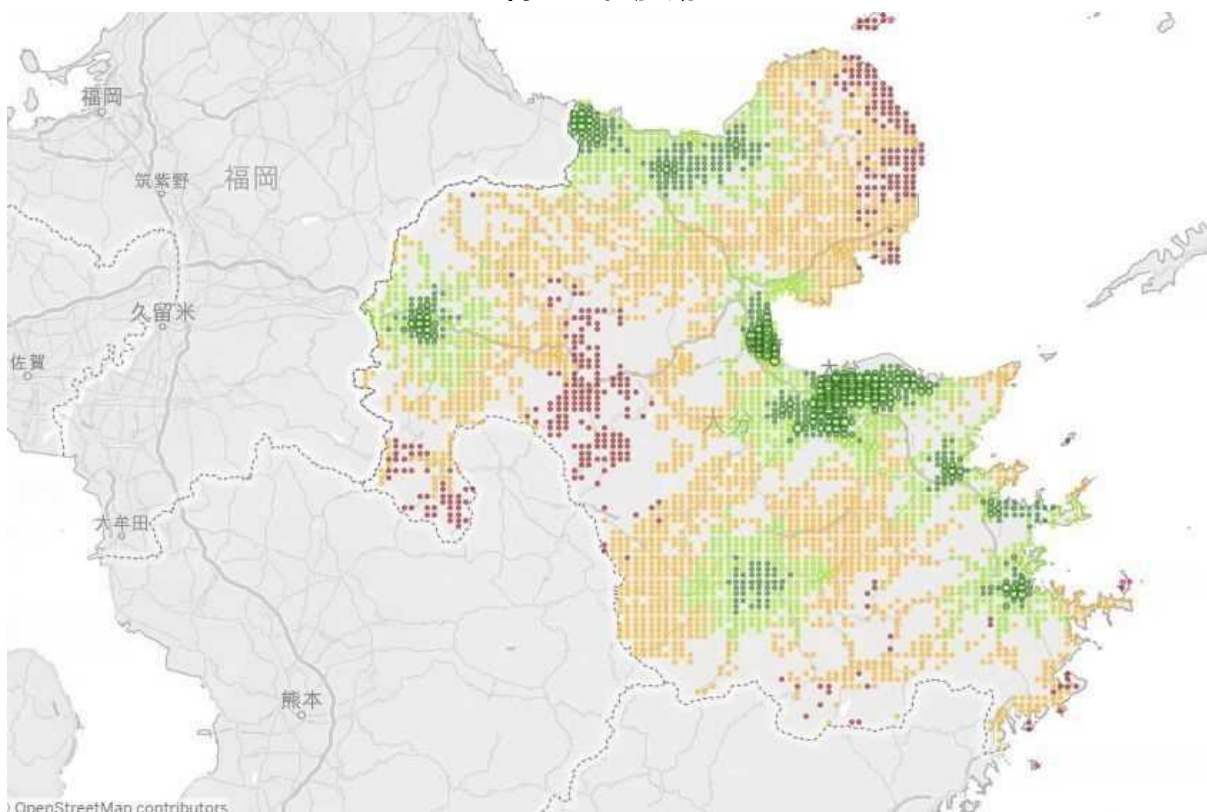 福岡
筑紫野
福岡
久留米
佐賀
大分
大分
大牟田
熊本
OpenStreetMap contributors